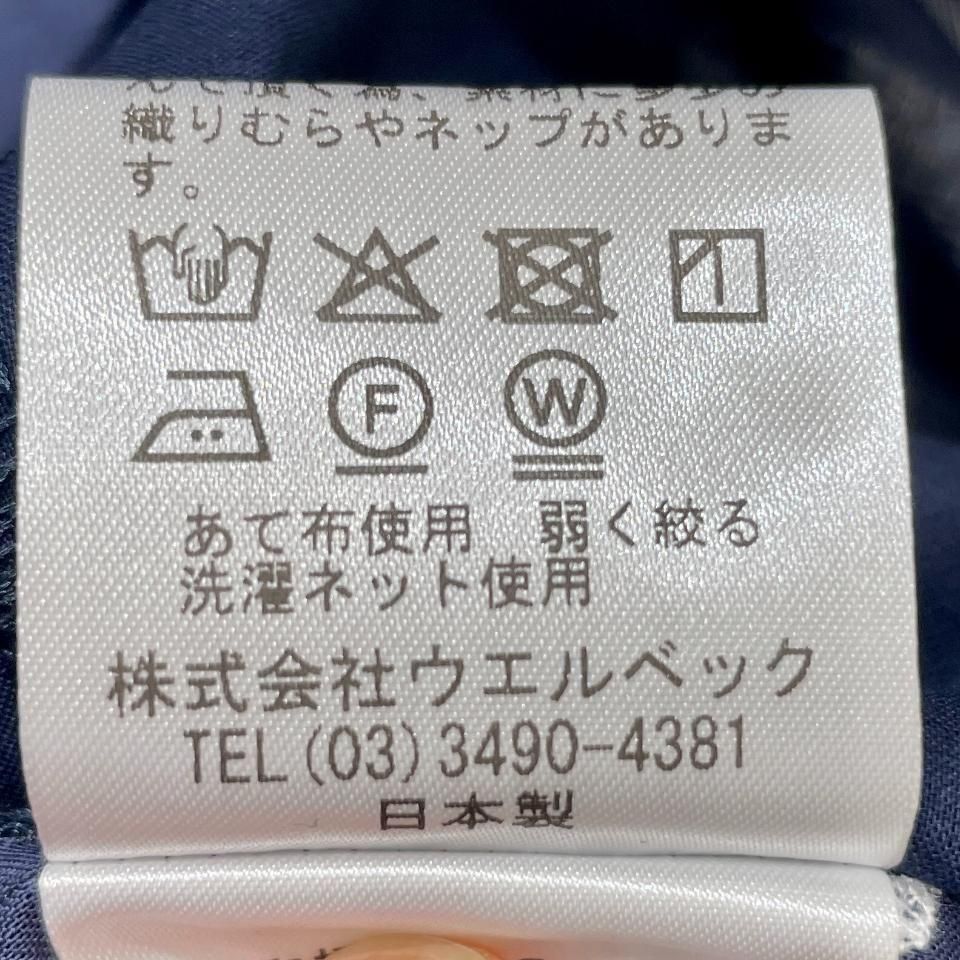 織りむらやネップがありま
す。
F W
あて布使用 弱く絞る
洗濯ネット使用
株式会社ウエルベック
TEL(03)3490-4381
日本製